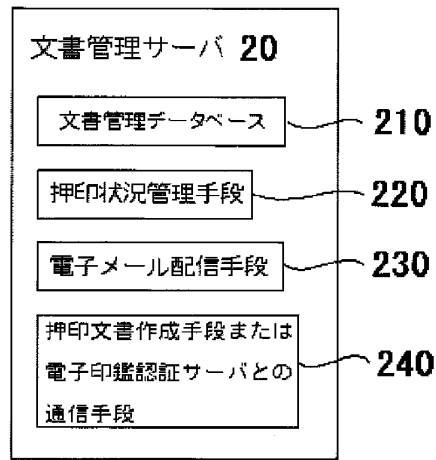 文書管理サーバ 20
文書管理データベース 210
押印状況管理手段 220
電子メール配信手段 230
押印文書作成手段または
電子印鑑認証サーバとの 240
通信手段